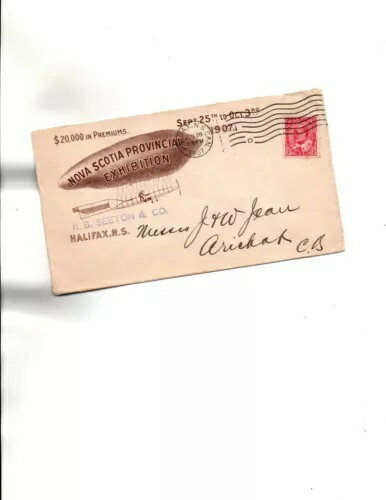 $20,000 IN PREMIUMS.
SEPT. 25TH TO OCT. 3RD
1907.
NOVA SCOTIA PROVINCIAL
EXHIBITION
R. B. SEETON & CO.
HALIFAX, N.S.
Messrs J & W Jean
Arichat
C.B